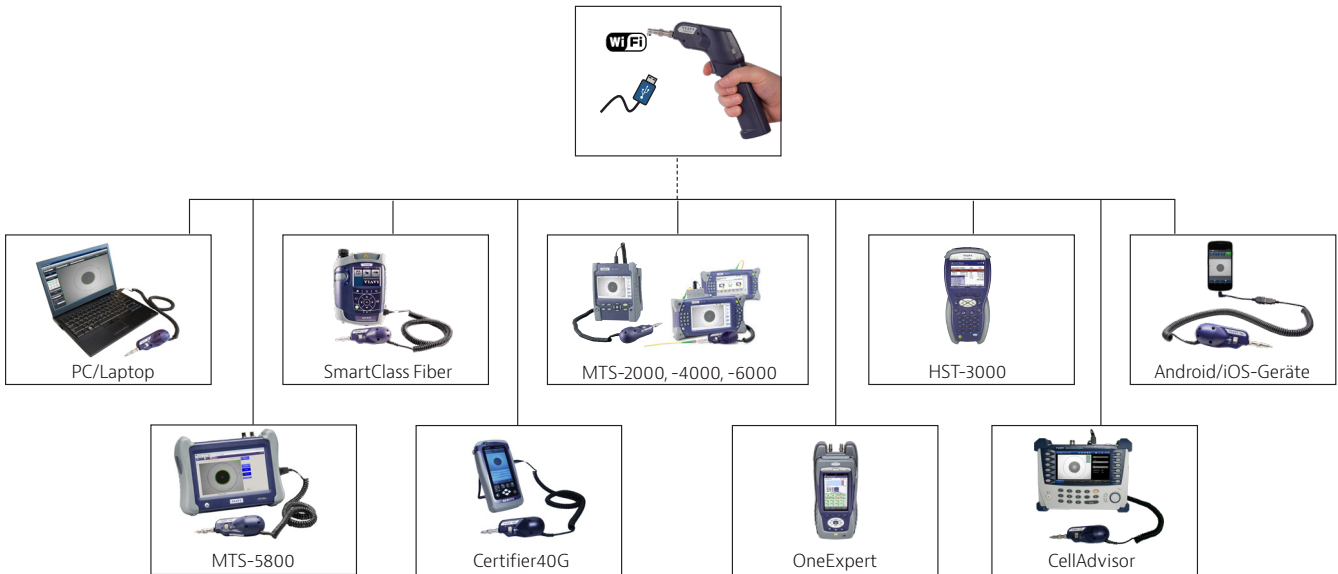 WiFi
PC/Laptop
SmartClass Fiber
MTS-2000, -4000, -6000
HST-3000
Android/iOS-Geräte
MTS-5800
Certifier40G
OneExpert
CellAdvisor
VIAVI